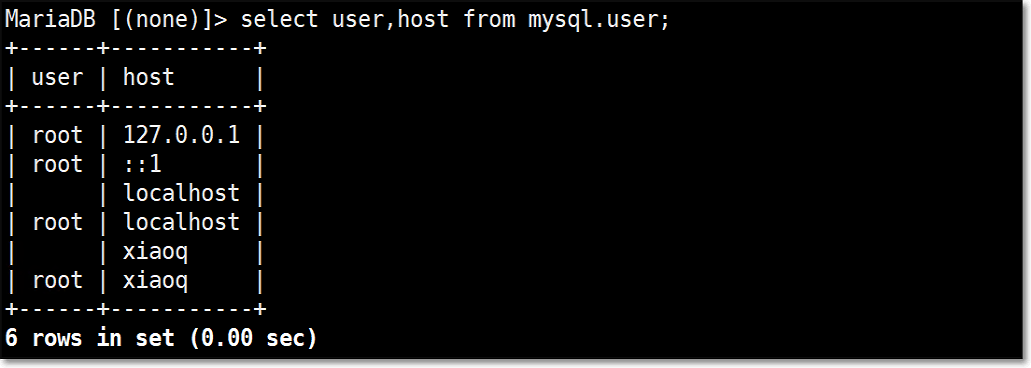 MariaDB [(none)]> select user,host from mysql.user;
+------+-----------+
| user | host      |
+------+-----------+
| root | 127.0.0.1 |
| root | ::1       |
|      | localhost |
| root | localhost |
|      | xiaoq     |
| root | xiaoq     |
+------+-----------+
6 rows in set (0.00 sec)